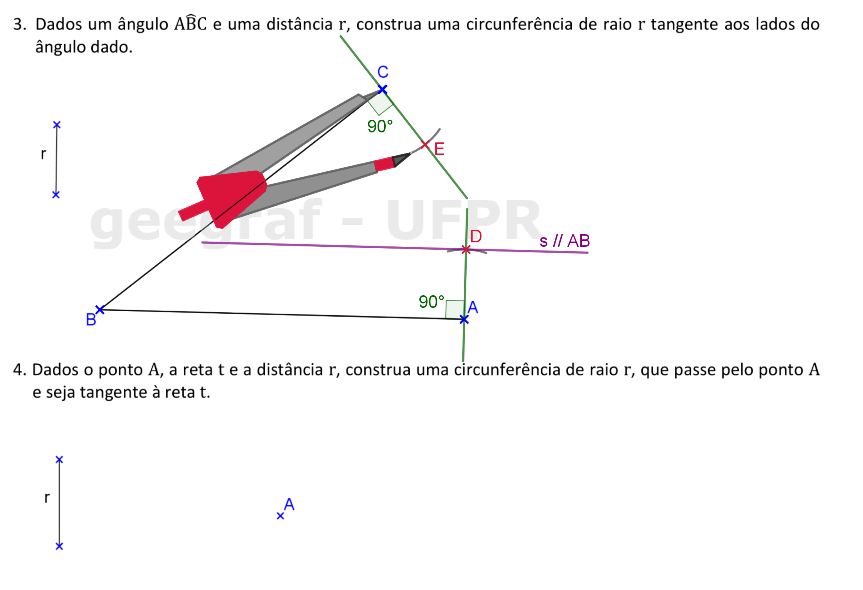 3. Dados um ângulo AB̂C e uma distância r, construa uma circunferência de raio r tangente aos lados do
ângulo dado.
C
90°
r
E
geegraf - UFPR
D
s // AB
90°
A
B
4. Dados o ponto A, a reta t e a distância r, construa uma circunferência de raio r, que passe pelo ponto A
e seja tangente à reta t.
r
A